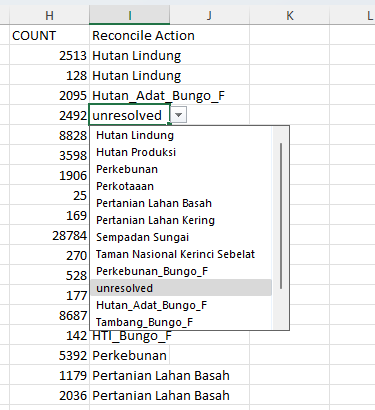 H I J K L
COUNT Reconcile Action
2513 Hutan Lindung
128 Hutan Lindung
2095 Hutan_Adat_Bungo_F
2492 unresolved
8828 Hutan Lindung
Hutan Produksi
3598 Perkebunan
1906 Perkotaaan
25 Pertanian Lahan Basah
169 Pertanian Lahan Kering
28784 Sempadan Sungai
270 Taman Nasional Kerinci Sebelat
528 Perkebunan_Bungo_F
177 unresolved
8687 Hutan_Adat_Bungo_F
Tambang_Bungo_F
142 HTI_Bungo_F
5392 Perkebunan
1179 Pertanian Lahan Basah
2036 Pertanian Lahan Basah